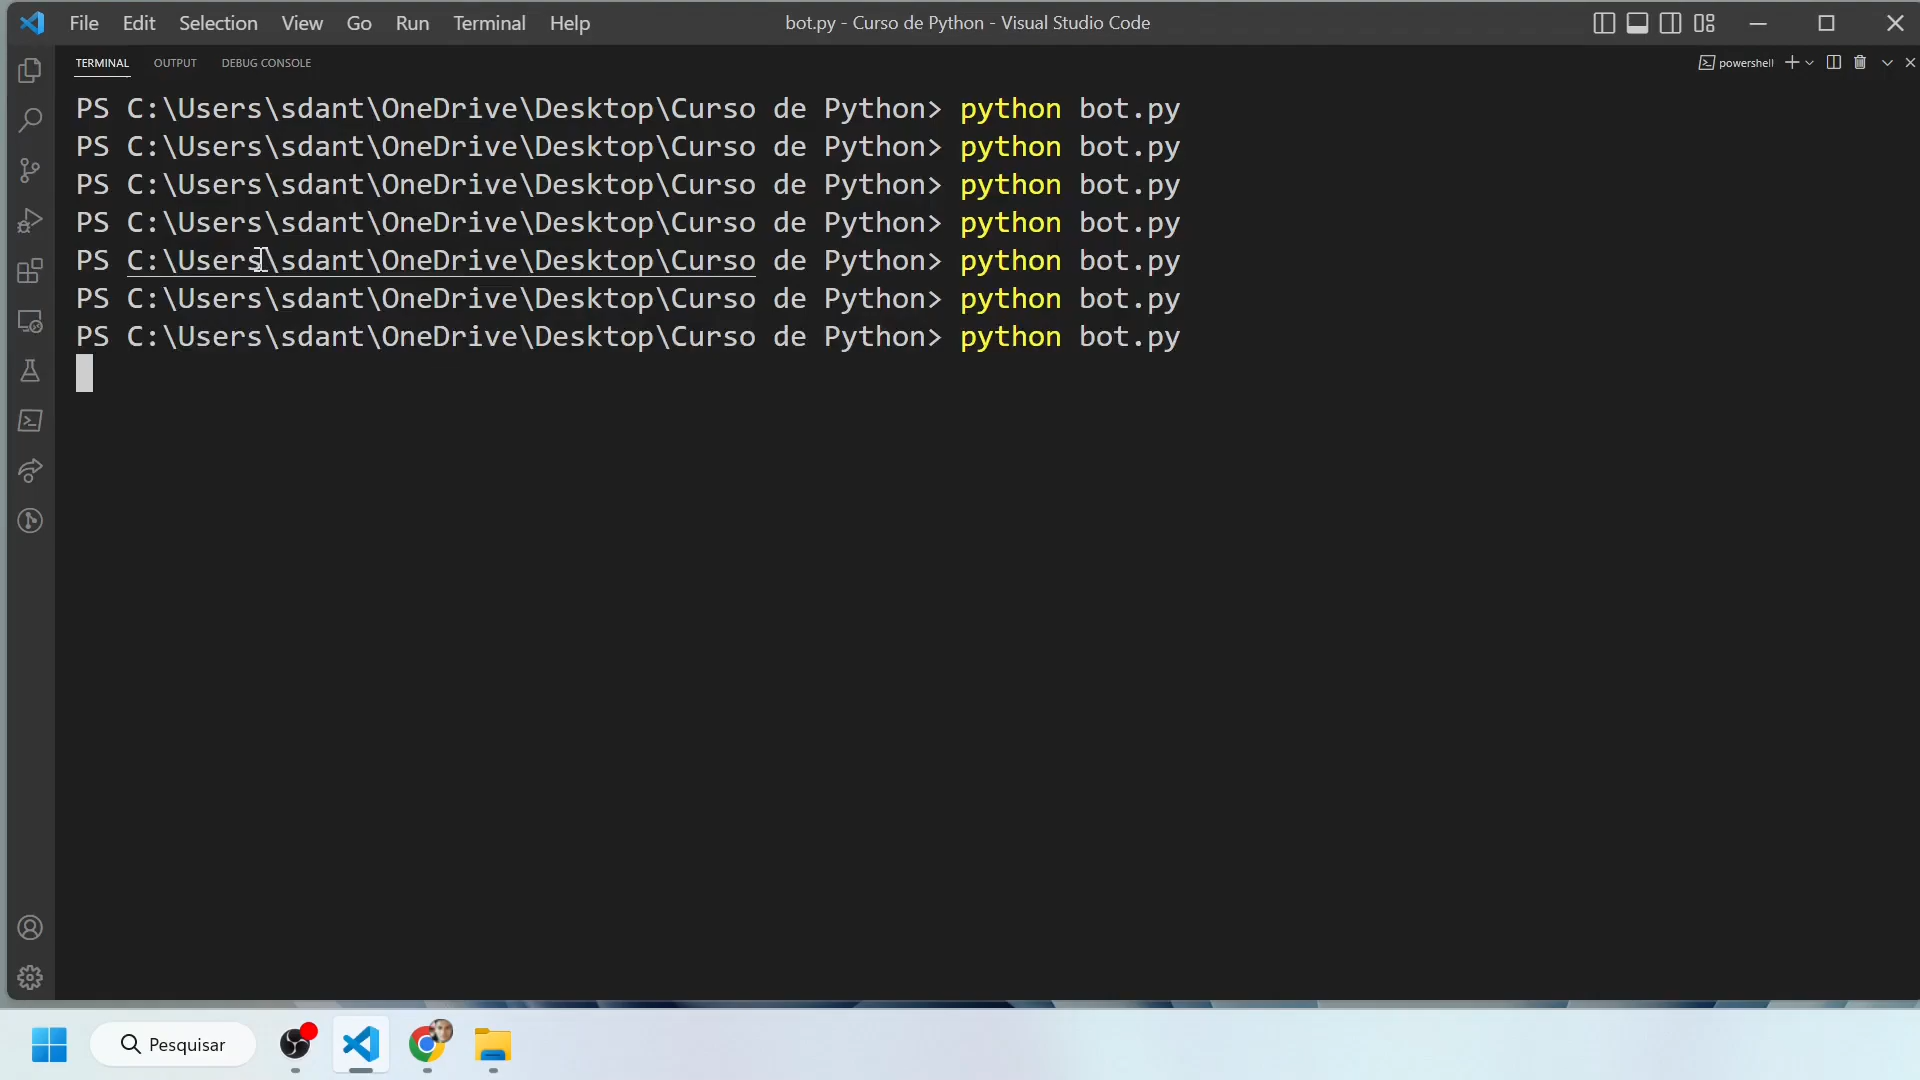 File Edit Selection View Go Run Terminal Help bot.py - Curso de Python - Visual Studio Code
TERMINAL OUTPUT DEBUG CONSOLE powershell
PS C:\Users\sdant\OneDrive\Desktop\Curso de Python> python bot.py
PS C:\Users\sdant\OneDrive\Desktop\Curso de Python> python bot.py
PS C:\Users\sdant\OneDrive\Desktop\Curso de Python> python bot.py
PS C:\Users\sdant\OneDrive\Desktop\Curso de Python> python bot.py
PS C:\Users\sdant\OneDrive\Desktop\Curso de Python> python bot.py
PS C:\Users\sdant\OneDrive\Desktop\Curso de Python> python bot.py
PS C:\Users\sdant\OneDrive\Desktop\Curso de Python> python bot.py
Pesquisar